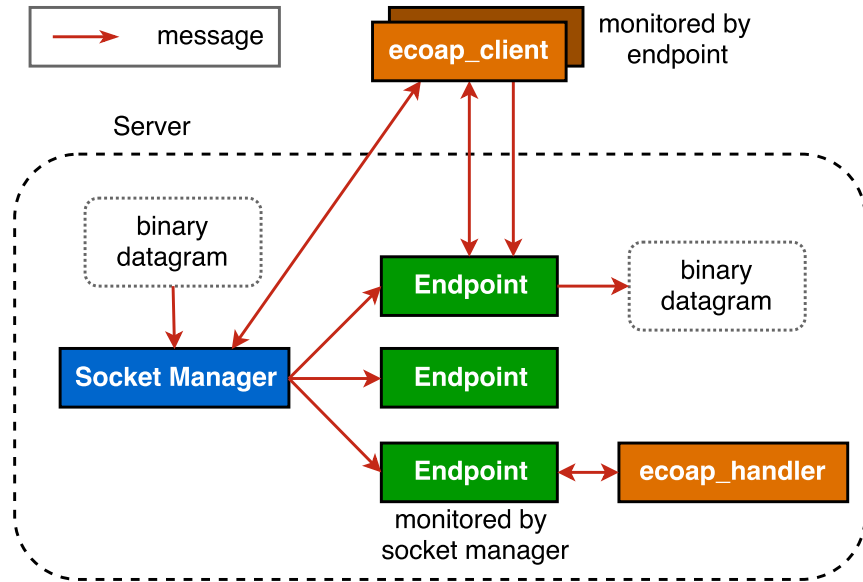 message
ecoap_client
monitored by
endpoint
Server
binary
datagram
Endpoint
binary
datagram
Socket Manager
Endpoint
Endpoint
ecoap_handler
monitored by
socket manager